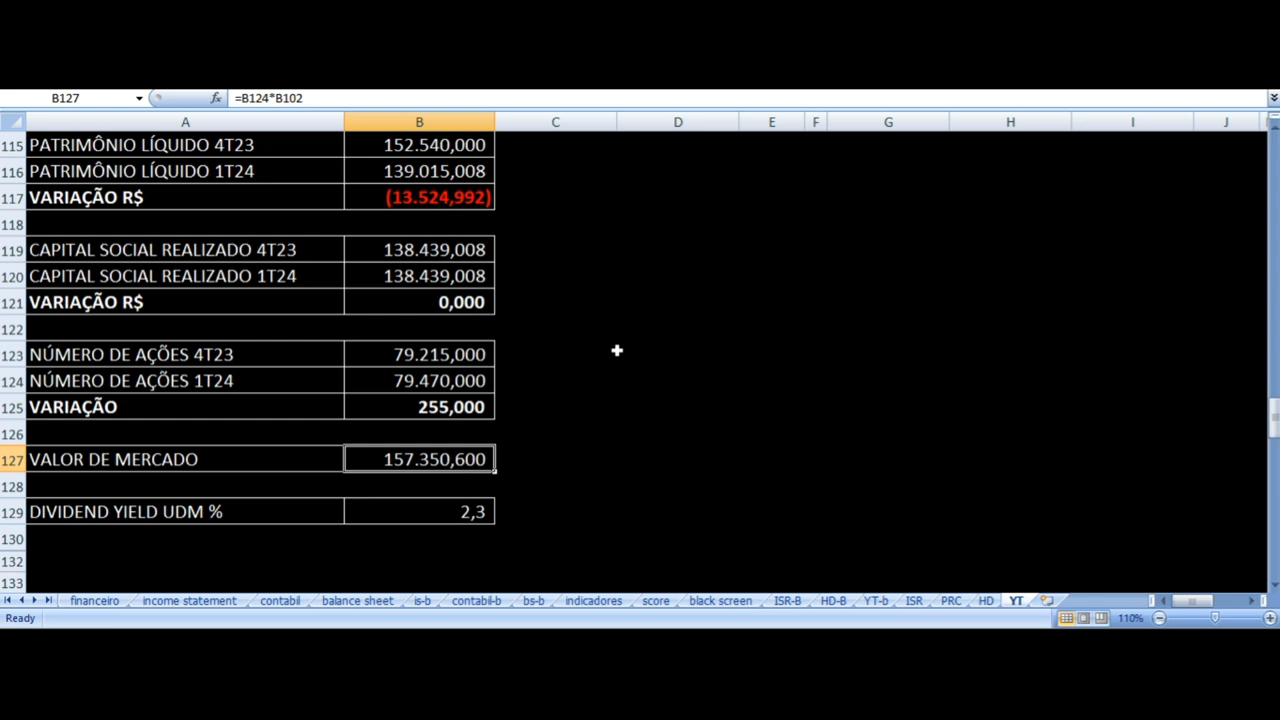 B127 fx =B124*B102
A B C D E F G H I J
115 PATRIMÔNIO LÍQUIDO 4T23 152.540,000
116 PATRIMÔNIO LÍQUIDO 1T24 139.015,008
117 VARIAÇÃO R$ (13.524,992)
118
119 CAPITAL SOCIAL REALIZADO 4T23 138.439,008
120 CAPITAL SOCIAL REALIZADO 1T24 138.439,008
121 VARIAÇÃO R$ 0,000
122
123 NÚMERO DE AÇÕES 4T23 79.215,000
124 NÚMERO DE AÇÕES 1T24 79.470,000
125 VARIAÇÃO 255,000
126
127 VALOR DE MERCADO 157.350,600
128
129 DIVIDEND YIELD UDM % 2,3
130
132
133
financeiro income statement contabil balance sheet is-b contabil-b bs-b indicadores score black screen ISR-B HD-B YT-b ISR PRC HD YT
Ready 110%